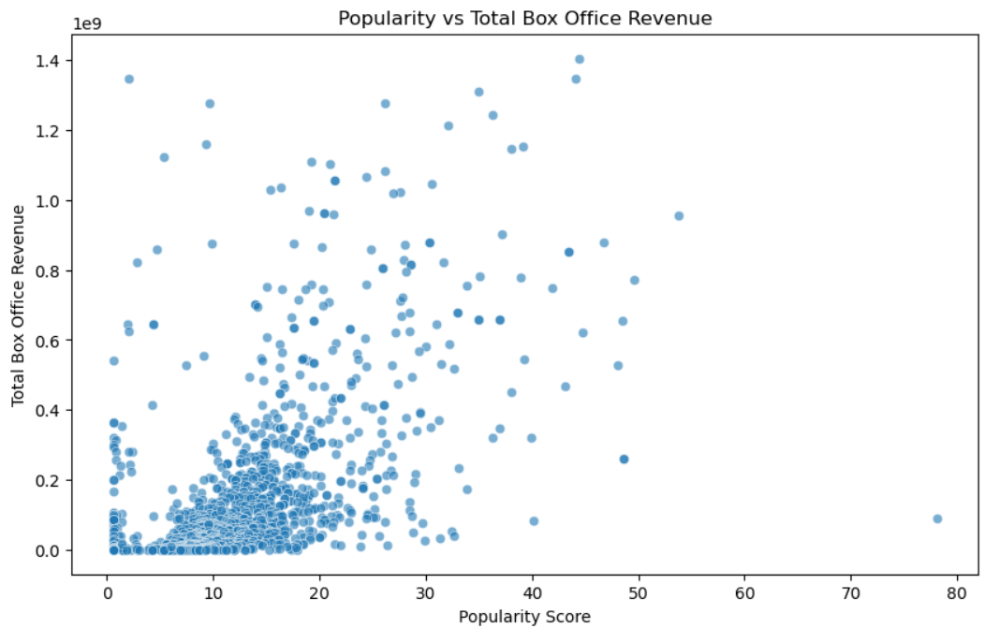 Popularity vs Total Box Office Revenue
1e9
1.4
1.2
1.0
0.8
0.6
0.4
0.2
0.0
Total Box Office Revenue
0 10 20 30 40 50 60 70 80
Popularity Score